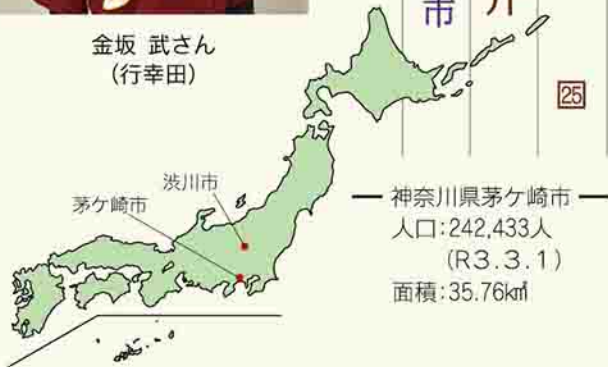 金坂 武さん
（行幸田）
市
25
渋川市
茅ケ崎市
神奈川県茅ケ崎市
人口：242,433人
（R3.3.1）
面積：35.76k㎡